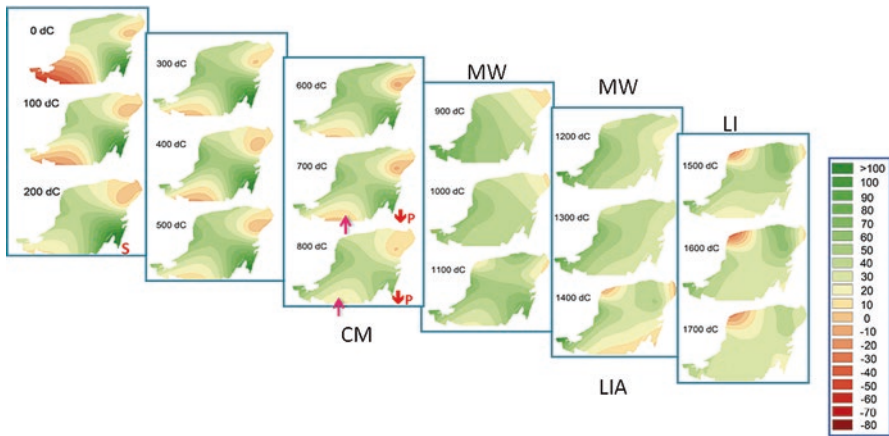 0 dC
100 dC
200 dC
S
300 dC
400 dC
500 dC
600 dC
700 dC
P
800 dC
P
CM
MW
900 dC
1000 dC
1100 dC
MW
1200 dC
1300 dC
1400 dC
LIA
LI
1500 dC
1600 dC
1700 dC
>100
100
90
80
70
60
50
40
30
20
10
0
-10
-20
-30
-40
-50
-60
-70
-80